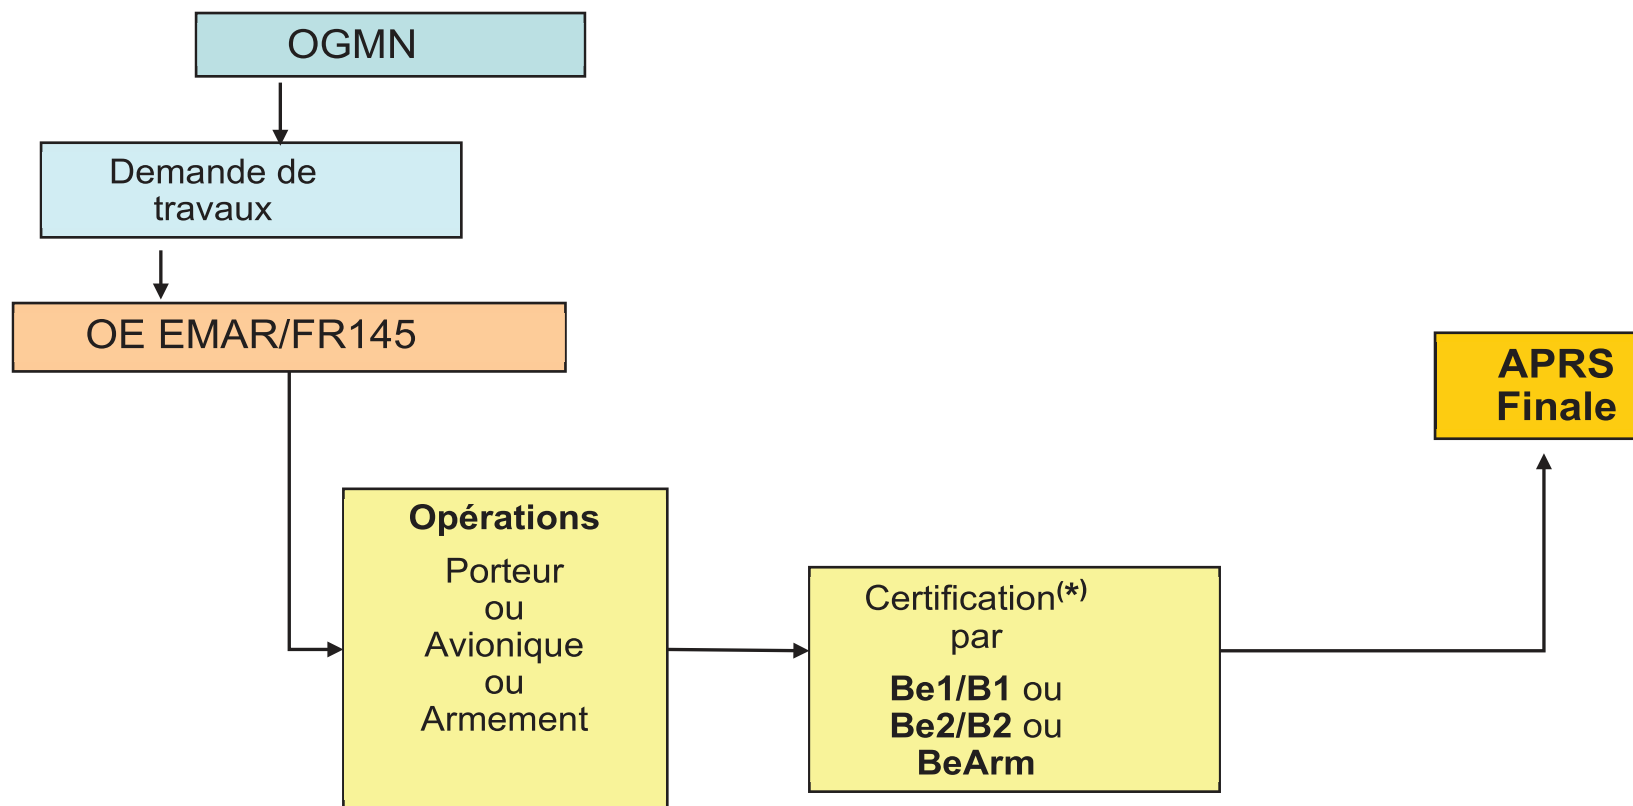 OGMN
Demande de
travaux
OE EMAR/FR145
APRS
Finale
Opérations
Porteur
ou
Avionique
ou
Armement
Certification(*)
par
Be1/B1 ou
Be2/B2 ou
BeArm